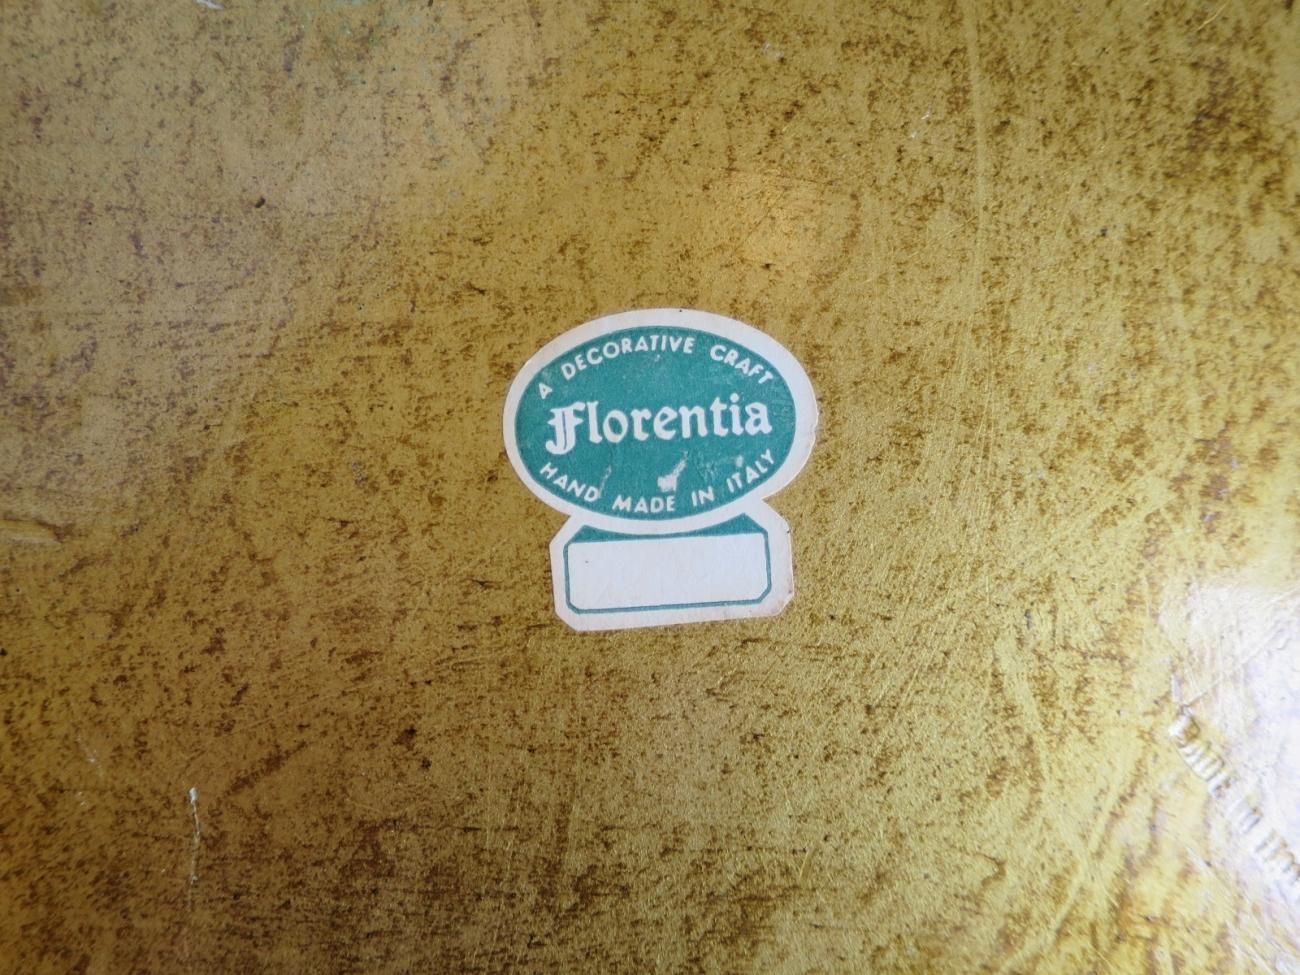 A DECORATIVE CRAFT
Florentia
HAND MADE IN ITALY